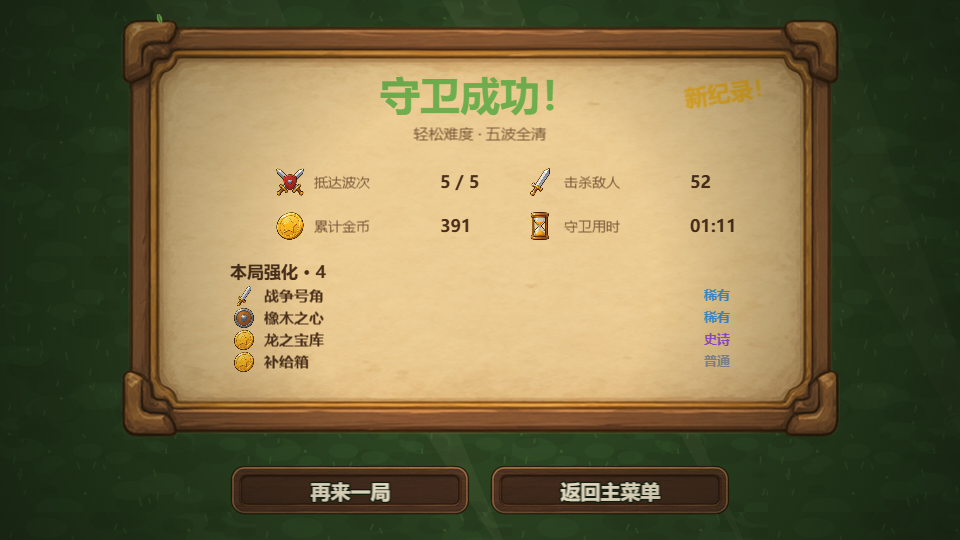 守卫成功！
新纪录！
轻松难度 · 五波全清
抵达波次 5 / 5 击杀敌人 52
累计金币 391 守卫用时 01:11
本局强化 · 4
战争号角 稀有
橡木之心 稀有
龙之宝库 史诗
补给箱 普通
再来一局 返回主菜单